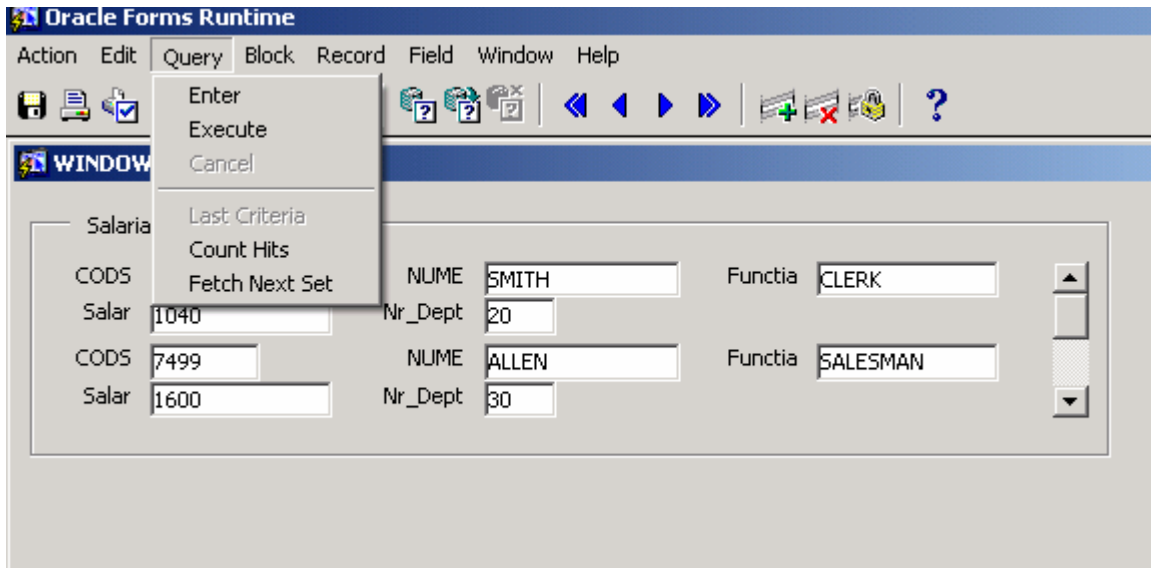 Oracle Forms Runtime
Action Edit Query Block Record Field Window Help
Enter
Execute
Cancel
Last Criteria
Count Hits
Fetch Next Set
?
WINDOW
Salaria
CODS NUME SMITH Functia CLERK
Salar 1040 Nr_Dept 20
CODS 7499 NUME ALLEN Functia SALESMAN
Salar 1600 Nr_Dept 30